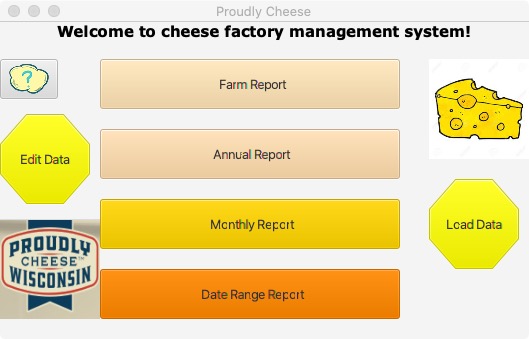 Proudly Cheese
Welcome to cheese factory management system!
?
Farm Report
Edit Data
Annual Report
Monthly Report
Load Data
PROUDLY
CHEESE™
WISCONSIN
Date Range Report